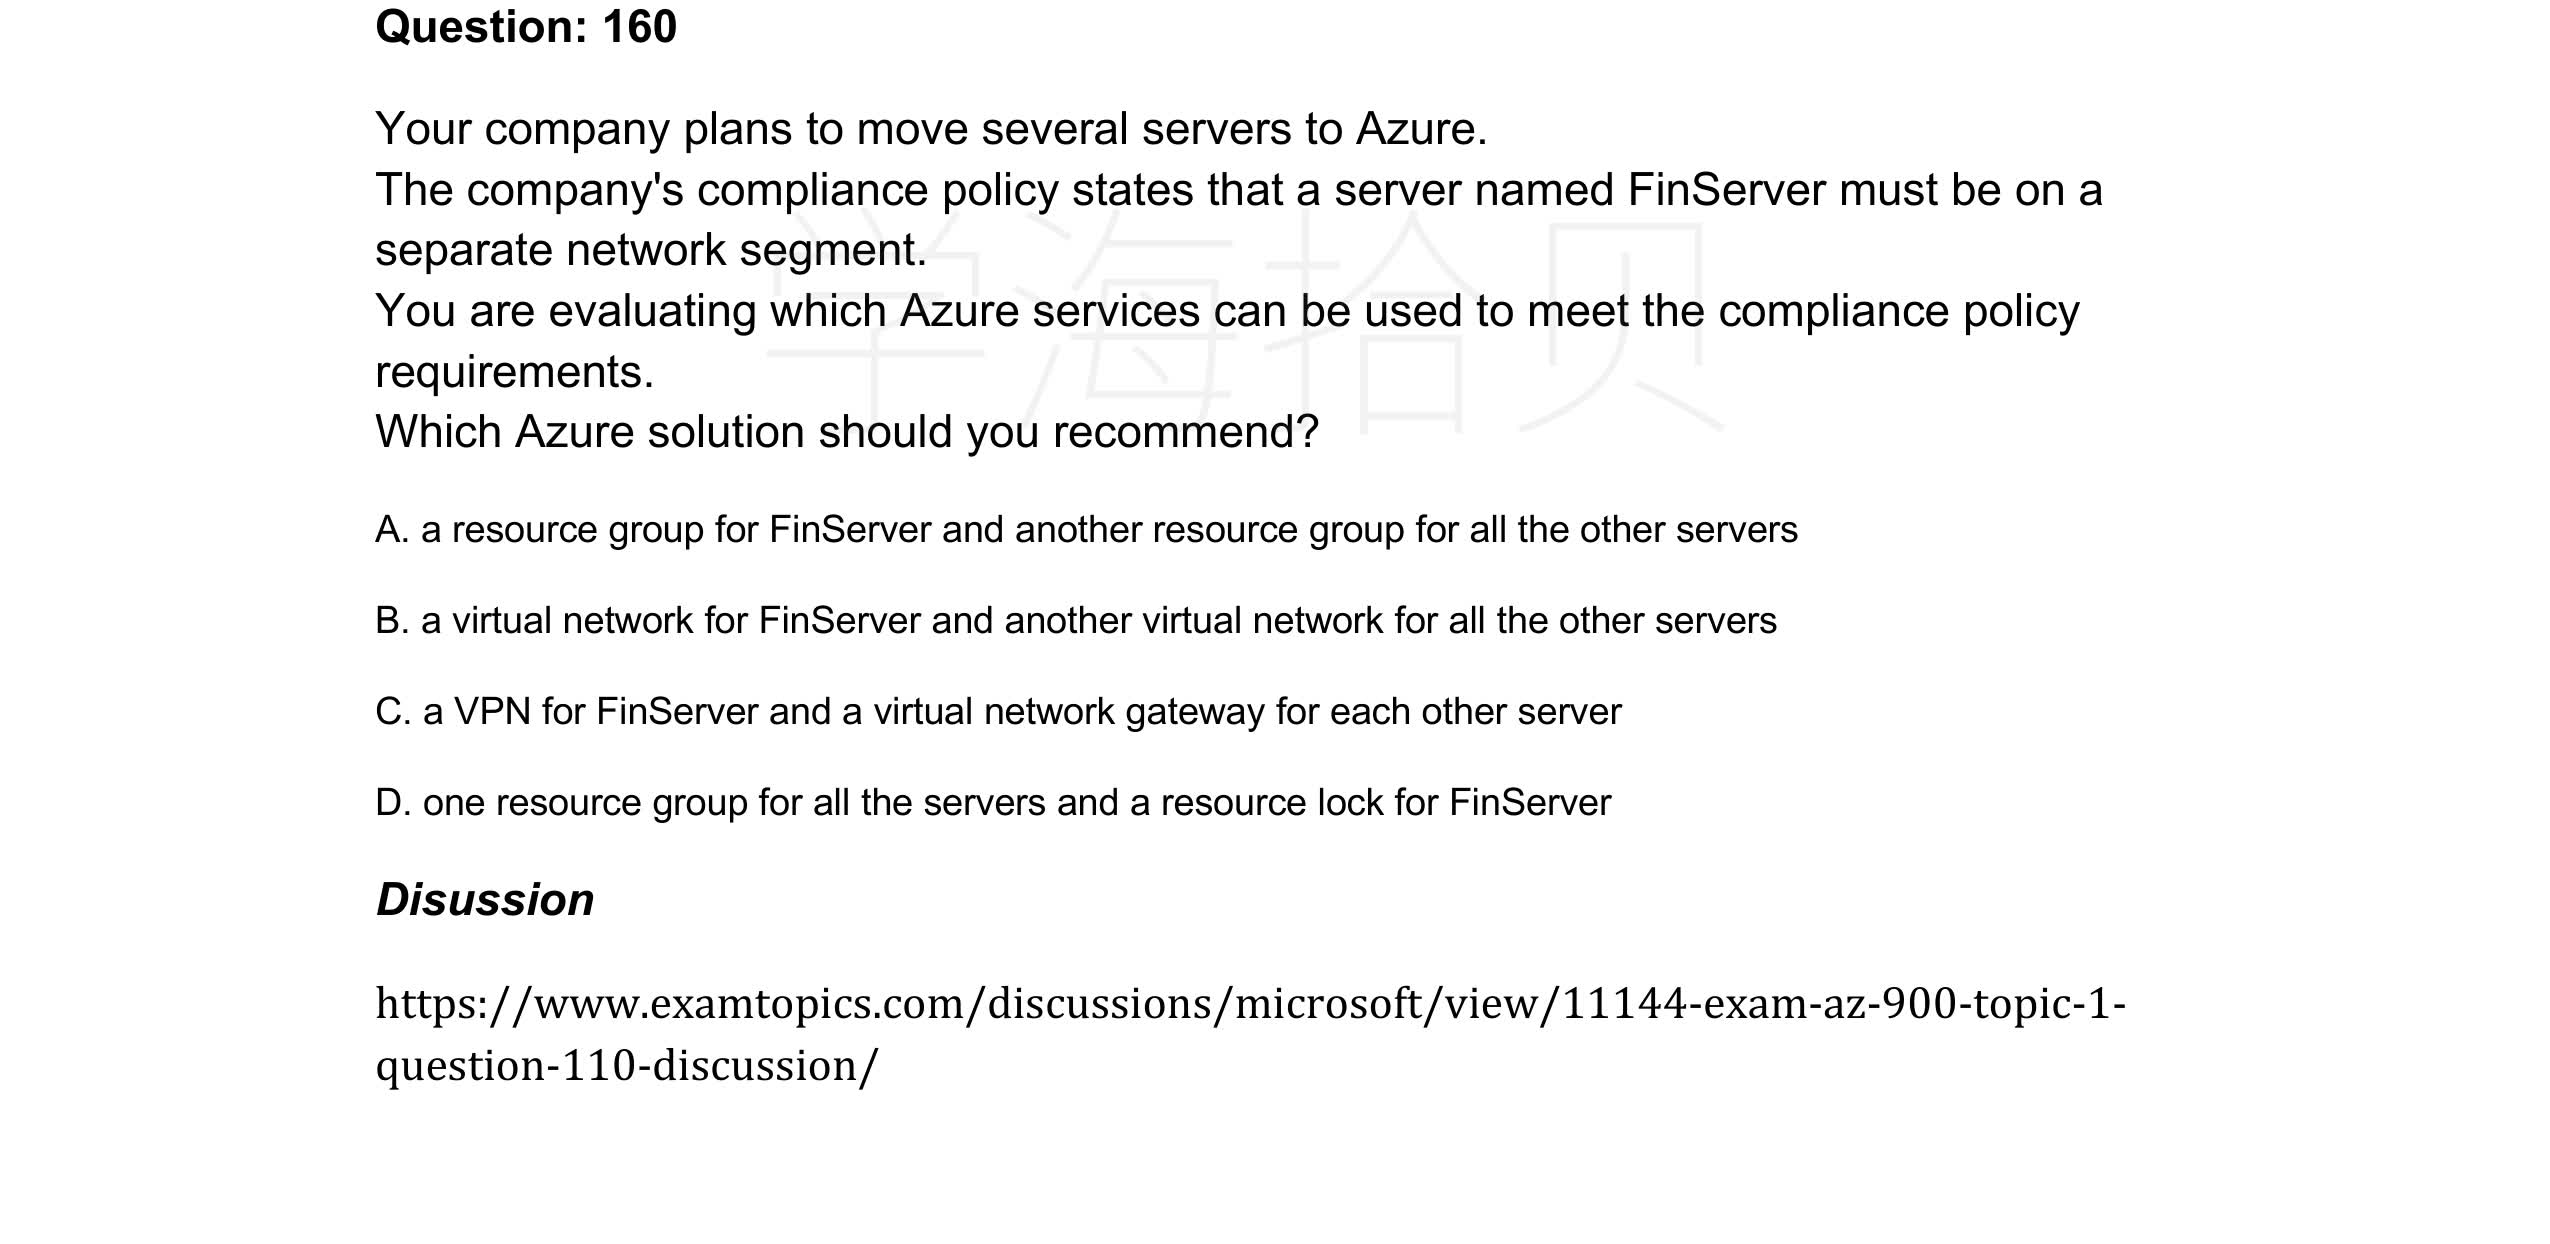 Question: 160
Your company plans to move several servers to Azure.
The company's compliance policy states that a server named FinServer must be on a
separate network segment.
You are evaluating which Azure services can be used to meet the compliance policy
requirements.
Which Azure solution should you recommend?
学海拾贝
A. a resource group for FinServer and another resource group for all the other servers
B. a virtual network for FinServer and another virtual network for all the other servers
C. a VPN for FinServer and a virtual network gateway for each other server
D. one resource group for all the servers and a resource lock for FinServer
Disussion
https://www.examtopics.com/discussions/microsoft/view/11144-exam-az-900-topic-1-
question-110-discussion/